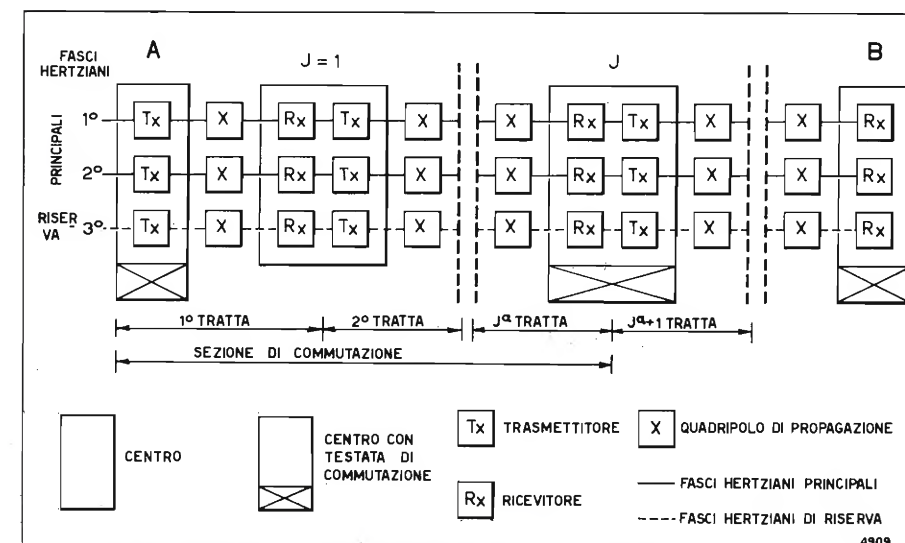 FASCI HERTZIANI A J = 1 J B
PRINCIPALI
1° Tx X Rx Tx X X Rx Tx X X Rx
2° Tx X Rx Tx X X Rx Tx X X Rx
RISER VA 3° Tx X Rx Tx X X Rx Tx X X Rx
1° TRATTA 2° TRATTA Jª TRATTA Jª+1 TRATTA
SEZIONE DI COMMUTAZIONE
CENTRO
CENTRO CON
TESTATA DI
COMMUTAZIONE
Tx TRASMETTITORE
Rx RICEVITORE
X QUADRIPOLO DI PROPAGAZIONE
FASCI HERTZIANI PRINCIPALI
FASCI HERTZIANI DI RISERVA
4909